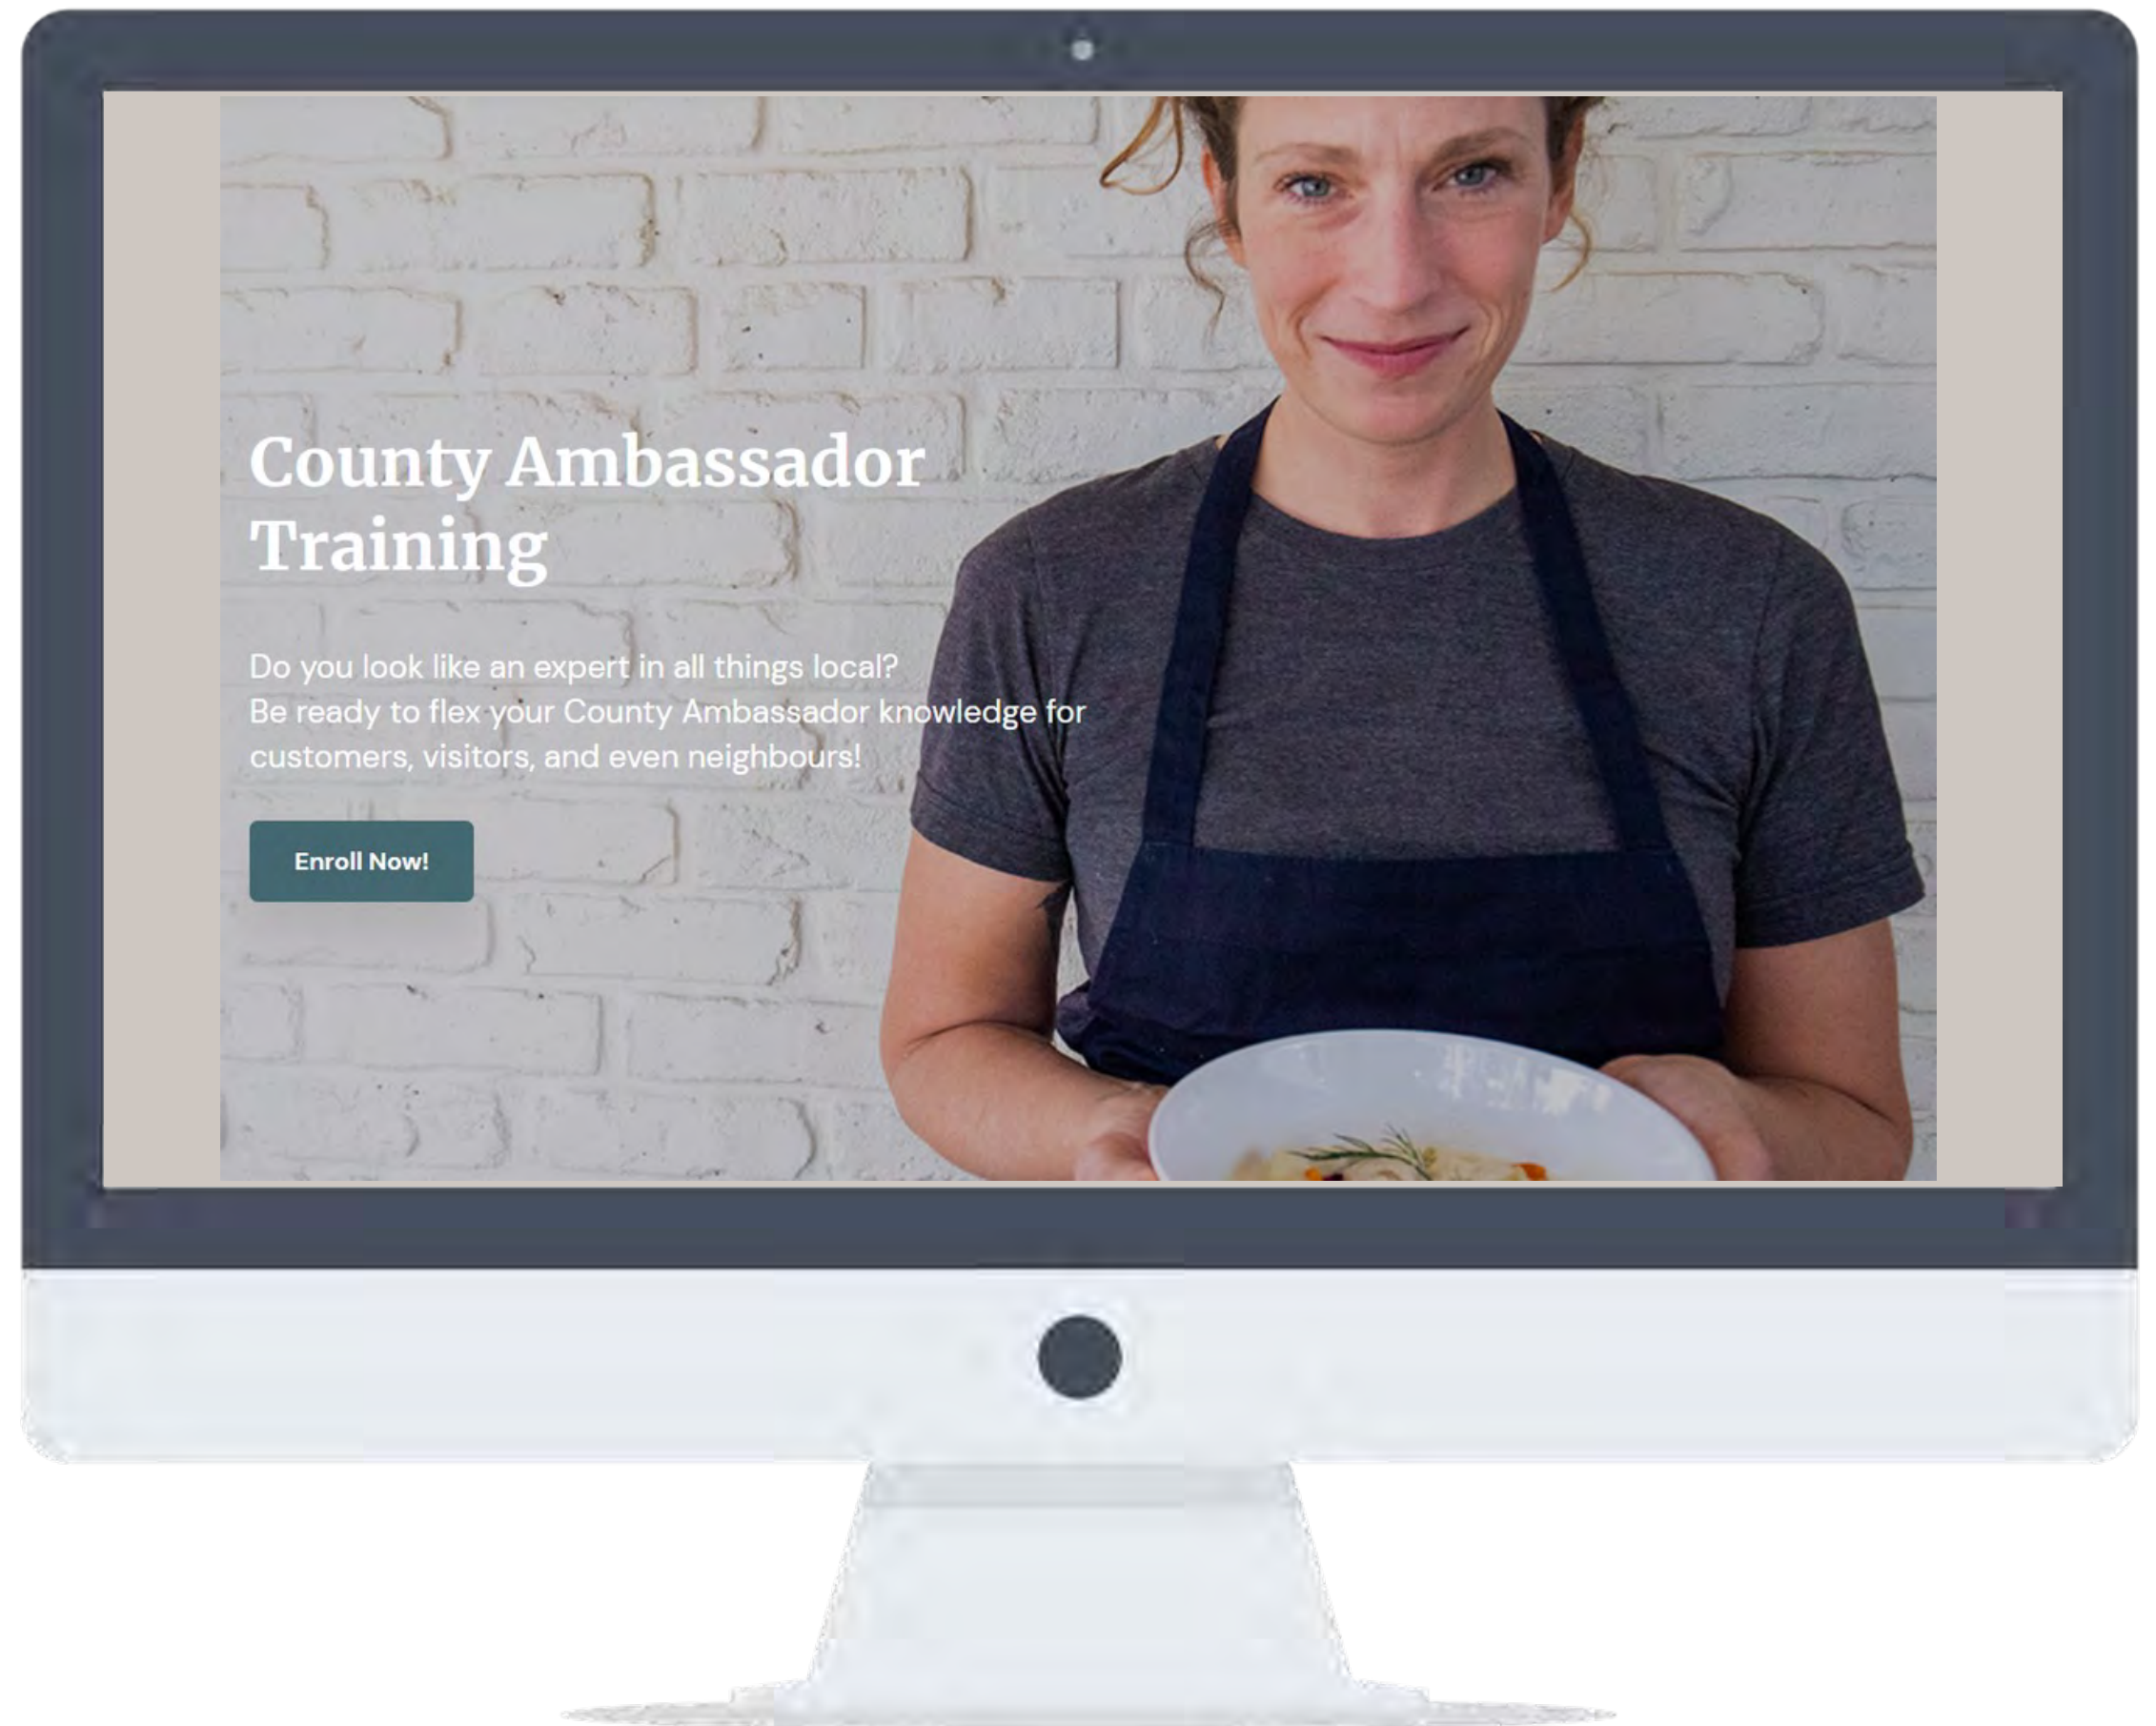 County Ambassador
Training
Do you look like an expert in all things local?
Be ready to flex your County Ambassador knowledge for
customers, visitors, and even neighbours!
Enroll Now!